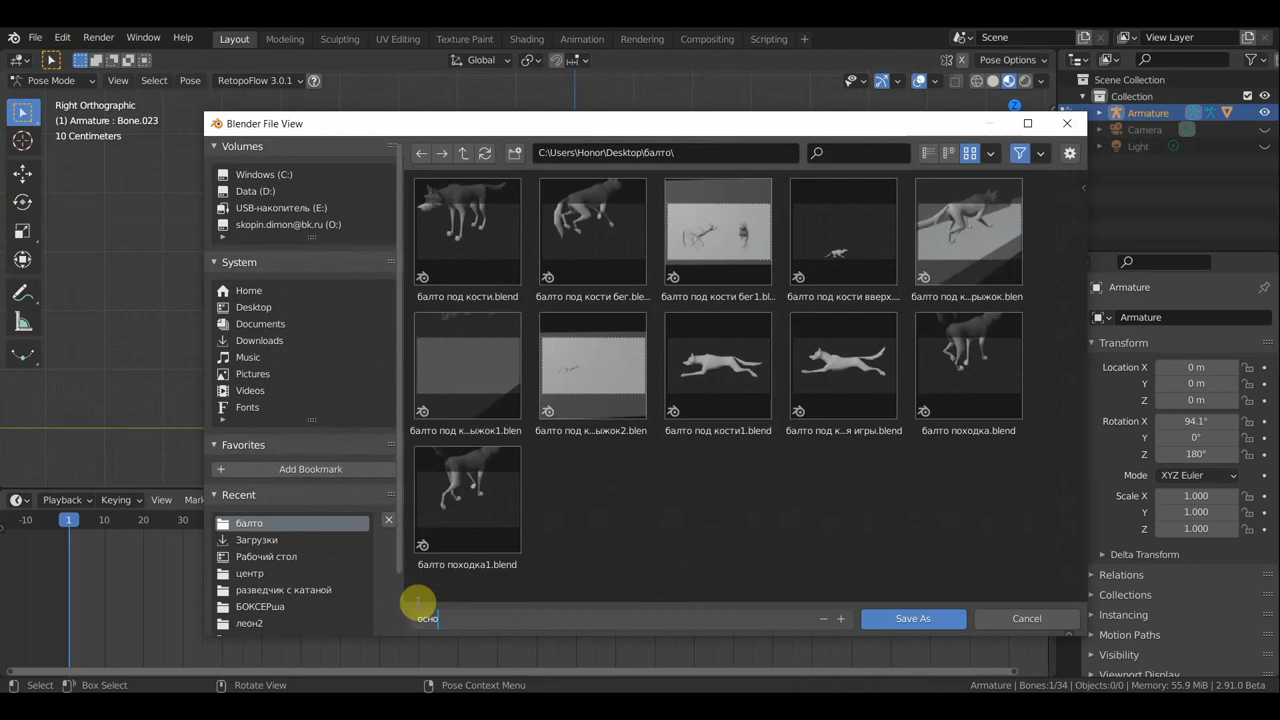 File Edit Render Window Help Layout Modeling Sculpting UV Editing Texture Paint Shading Animation Rendering Compositing Scripting + Scene View Layer
Global X Pose Options
Pose Mode View Select Pose RetopoFlow 3.0.1
Right Orthographic
(1) Armature : Bone.023
10 Centimeters
Z
Scene Collection
Collection
Armature
Camera
Light
Blender File View
Volumes
Windows (C:)
Data (D:)
USB-накопитель (E:)
skopin.dimon@bk.ru (O:)
System
Home
Desktop
Documents
Downloads
Music
Pictures
Videos
Fonts
Favorites
Add Bookmark
Recent
балто
Загрузки
Рабочий стол
центр
разведчик с катаной
БОКСЕРша
леон2
C:\Users\Honor\Desktop\балто\
балто под кости.blend
балто под кости бег.ble...
балто под кости бег1.bl...
балто под кости вверх....
балто под к...рыжок.blen
балто под к...ыжок1.blen
балто под к...ыжок2.blen
балто под кости1.blend
балто под к...я игры.blend
балто походка.blend
балто походка1.blend
осно
Save As
Cancel
Armature
Armature
Transform
Location X 0 m
Y 0 m
Z 0 m
Rotation X 94.1°
Y 0°
Z 180°
Mode XYZ Euler
Scale X 1.000
Y 1.000
Z 1.000
Delta Transform
Relations
Collections
Instancing
Motion Paths
Visibility
Viewport Display
Playback Keying View Mark
-10 1 10 20 30
Select Box Select Rotate View Pose Context Menu Armature | Bones:1/34 | Objects:0/0 | Memory: 55.9 MiB | 2.91.0 Beta